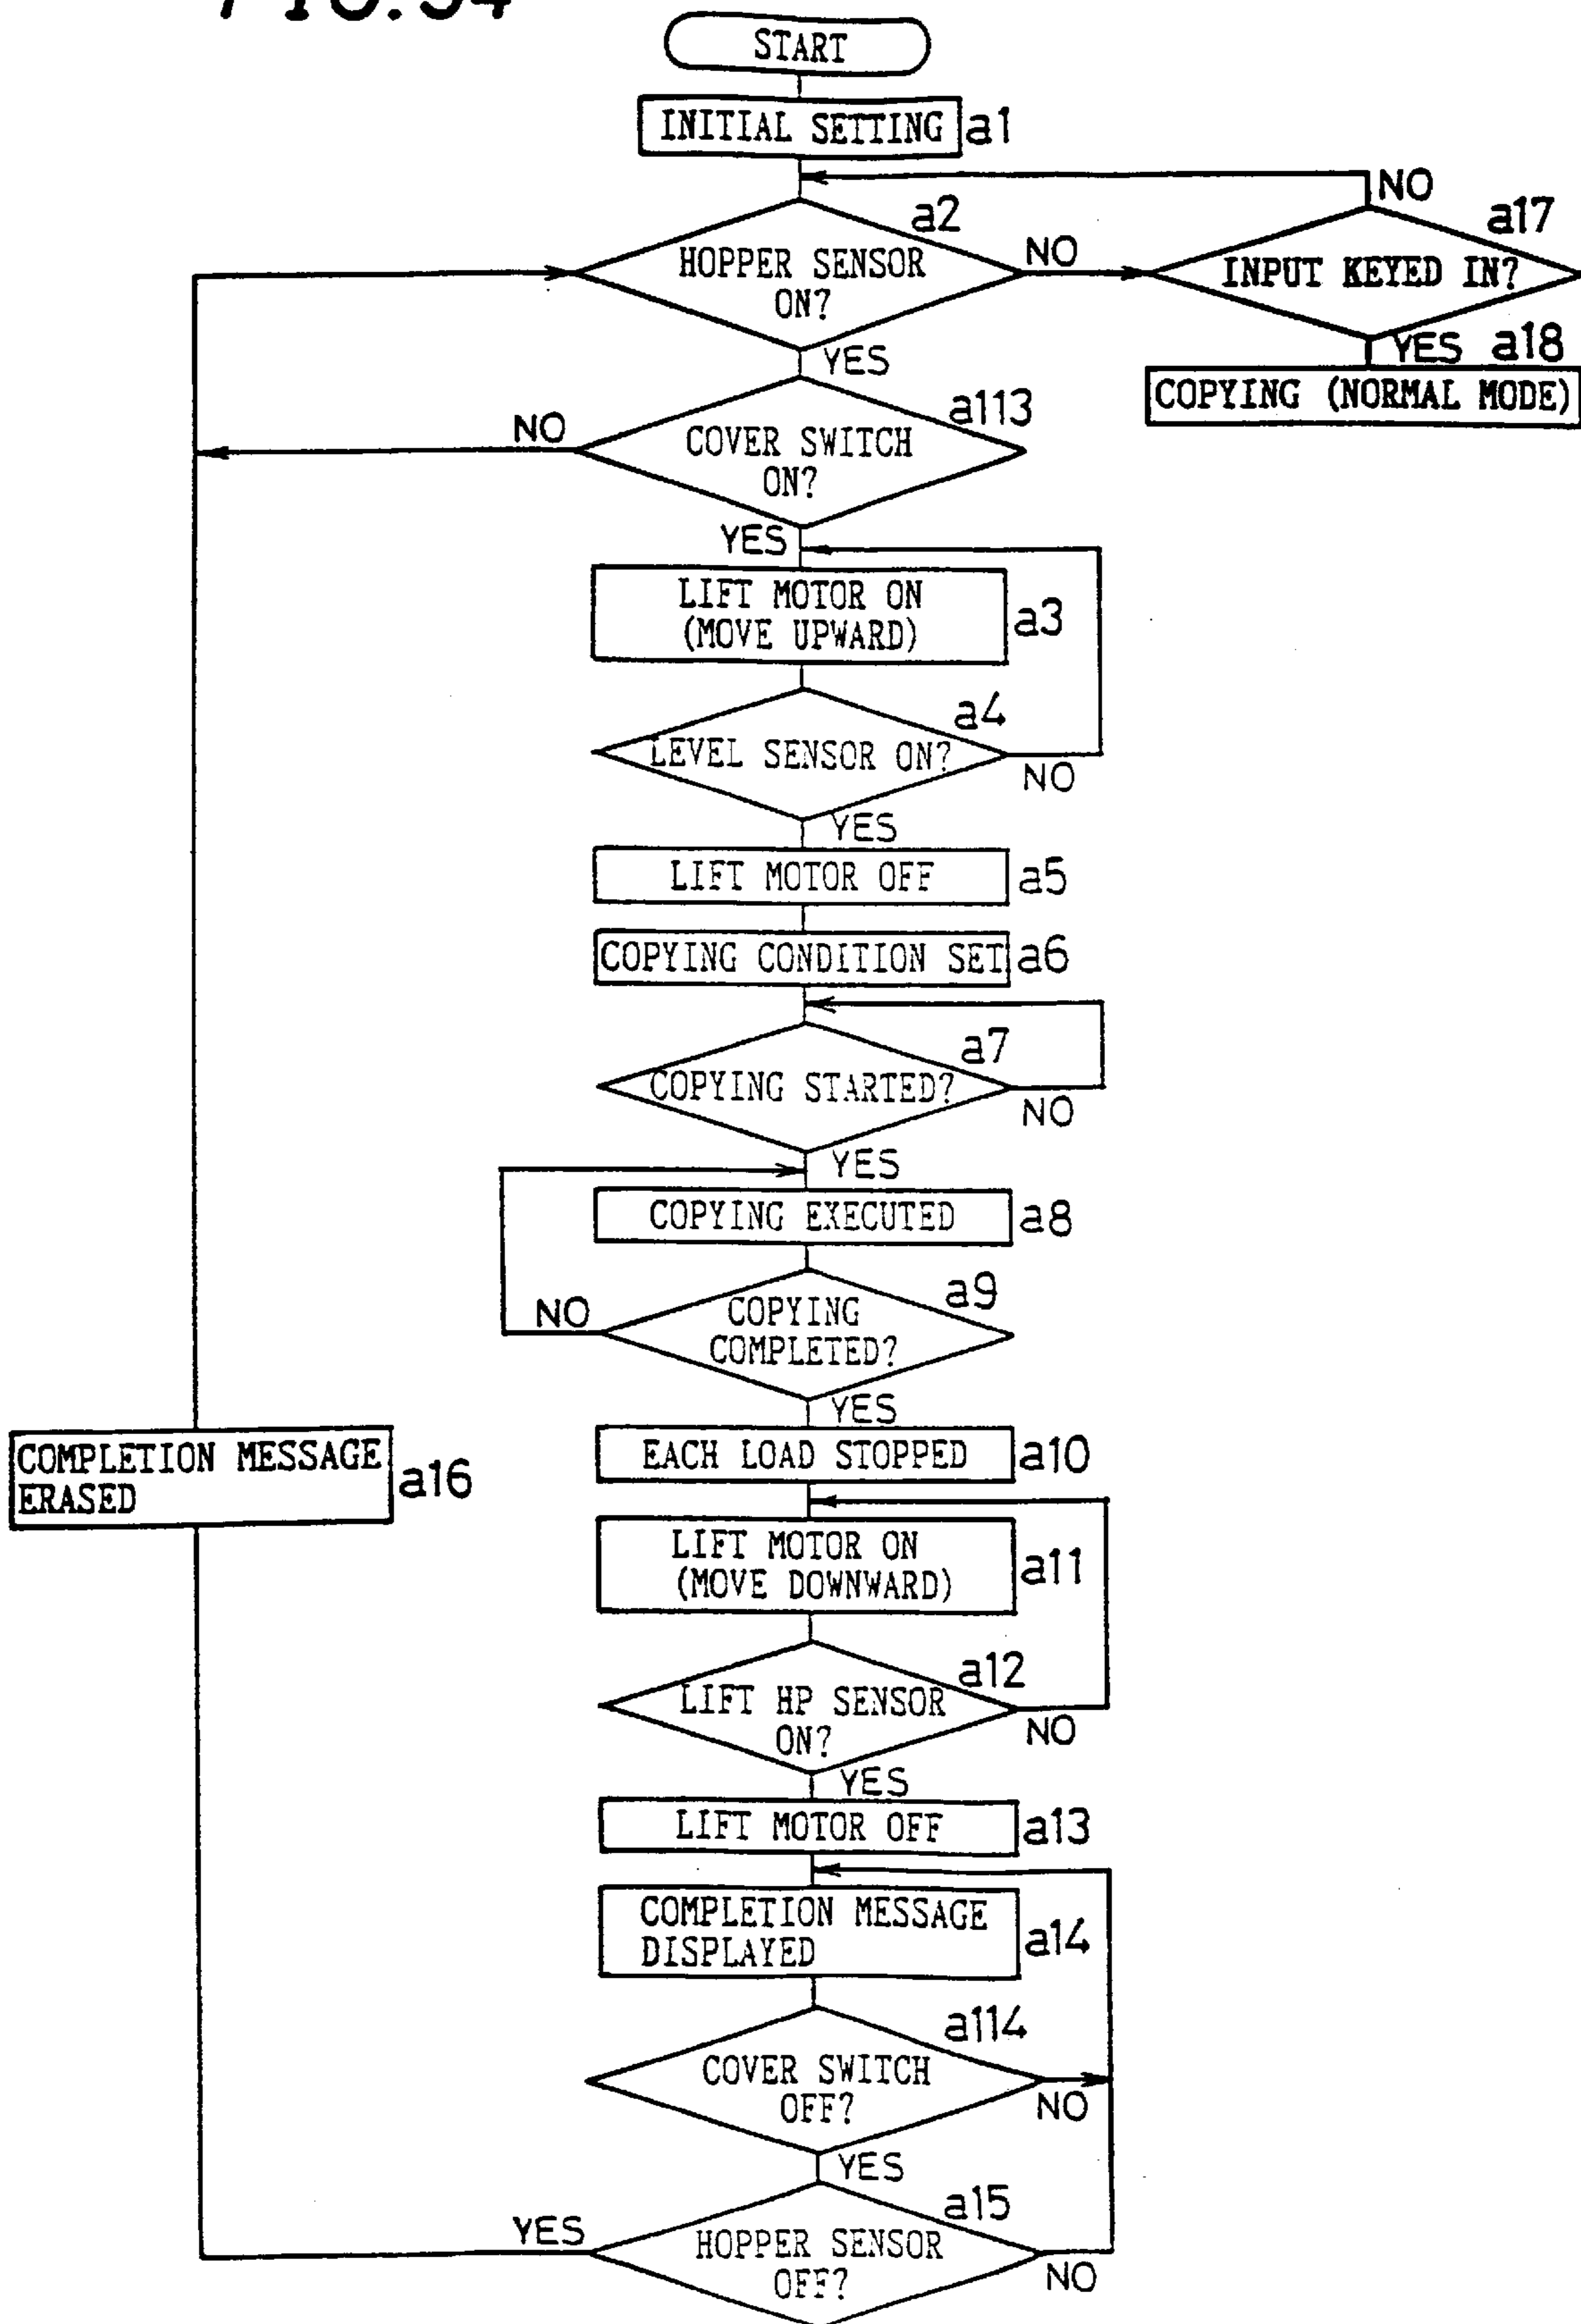 FIG. 34
START
INITIAL SETTING a1
NO
a2
a17
HOPPER SENSOR
ON?
NO
INPUT KEYED IN?
YES
YES a18
COPYING (NORMAL MODE)
a113
NO
COVER SWITCH
ON?
YES
LIFT MOTOR ON
(MOVE UPWARD)
a3
a4
LEVEL SENSOR ON?
NO
YES
LIFT MOTOR OFF a5
COPYING CONDITION SET a6
a7
COPYING STARTED?
NO
YES
COPYING EXECUTED a8
a9
NO
COPYING
COMPLETED?
YES
EACH LOAD STOPPED a10
COMPLETION MESSAGE
ERASED
a16
LIFT MOTOR ON
(MOVE DOWNWARD)
a11
a12
LIFT HP SENSOR
ON?
NO
YES
LIFT MOTOR OFF a13
COMPLETION MESSAGE
DISPLAYED
a14
a114
COVER SWITCH
OFF?
NO
YES
a15
YES
HOPPER SENSOR
OFF?
NO